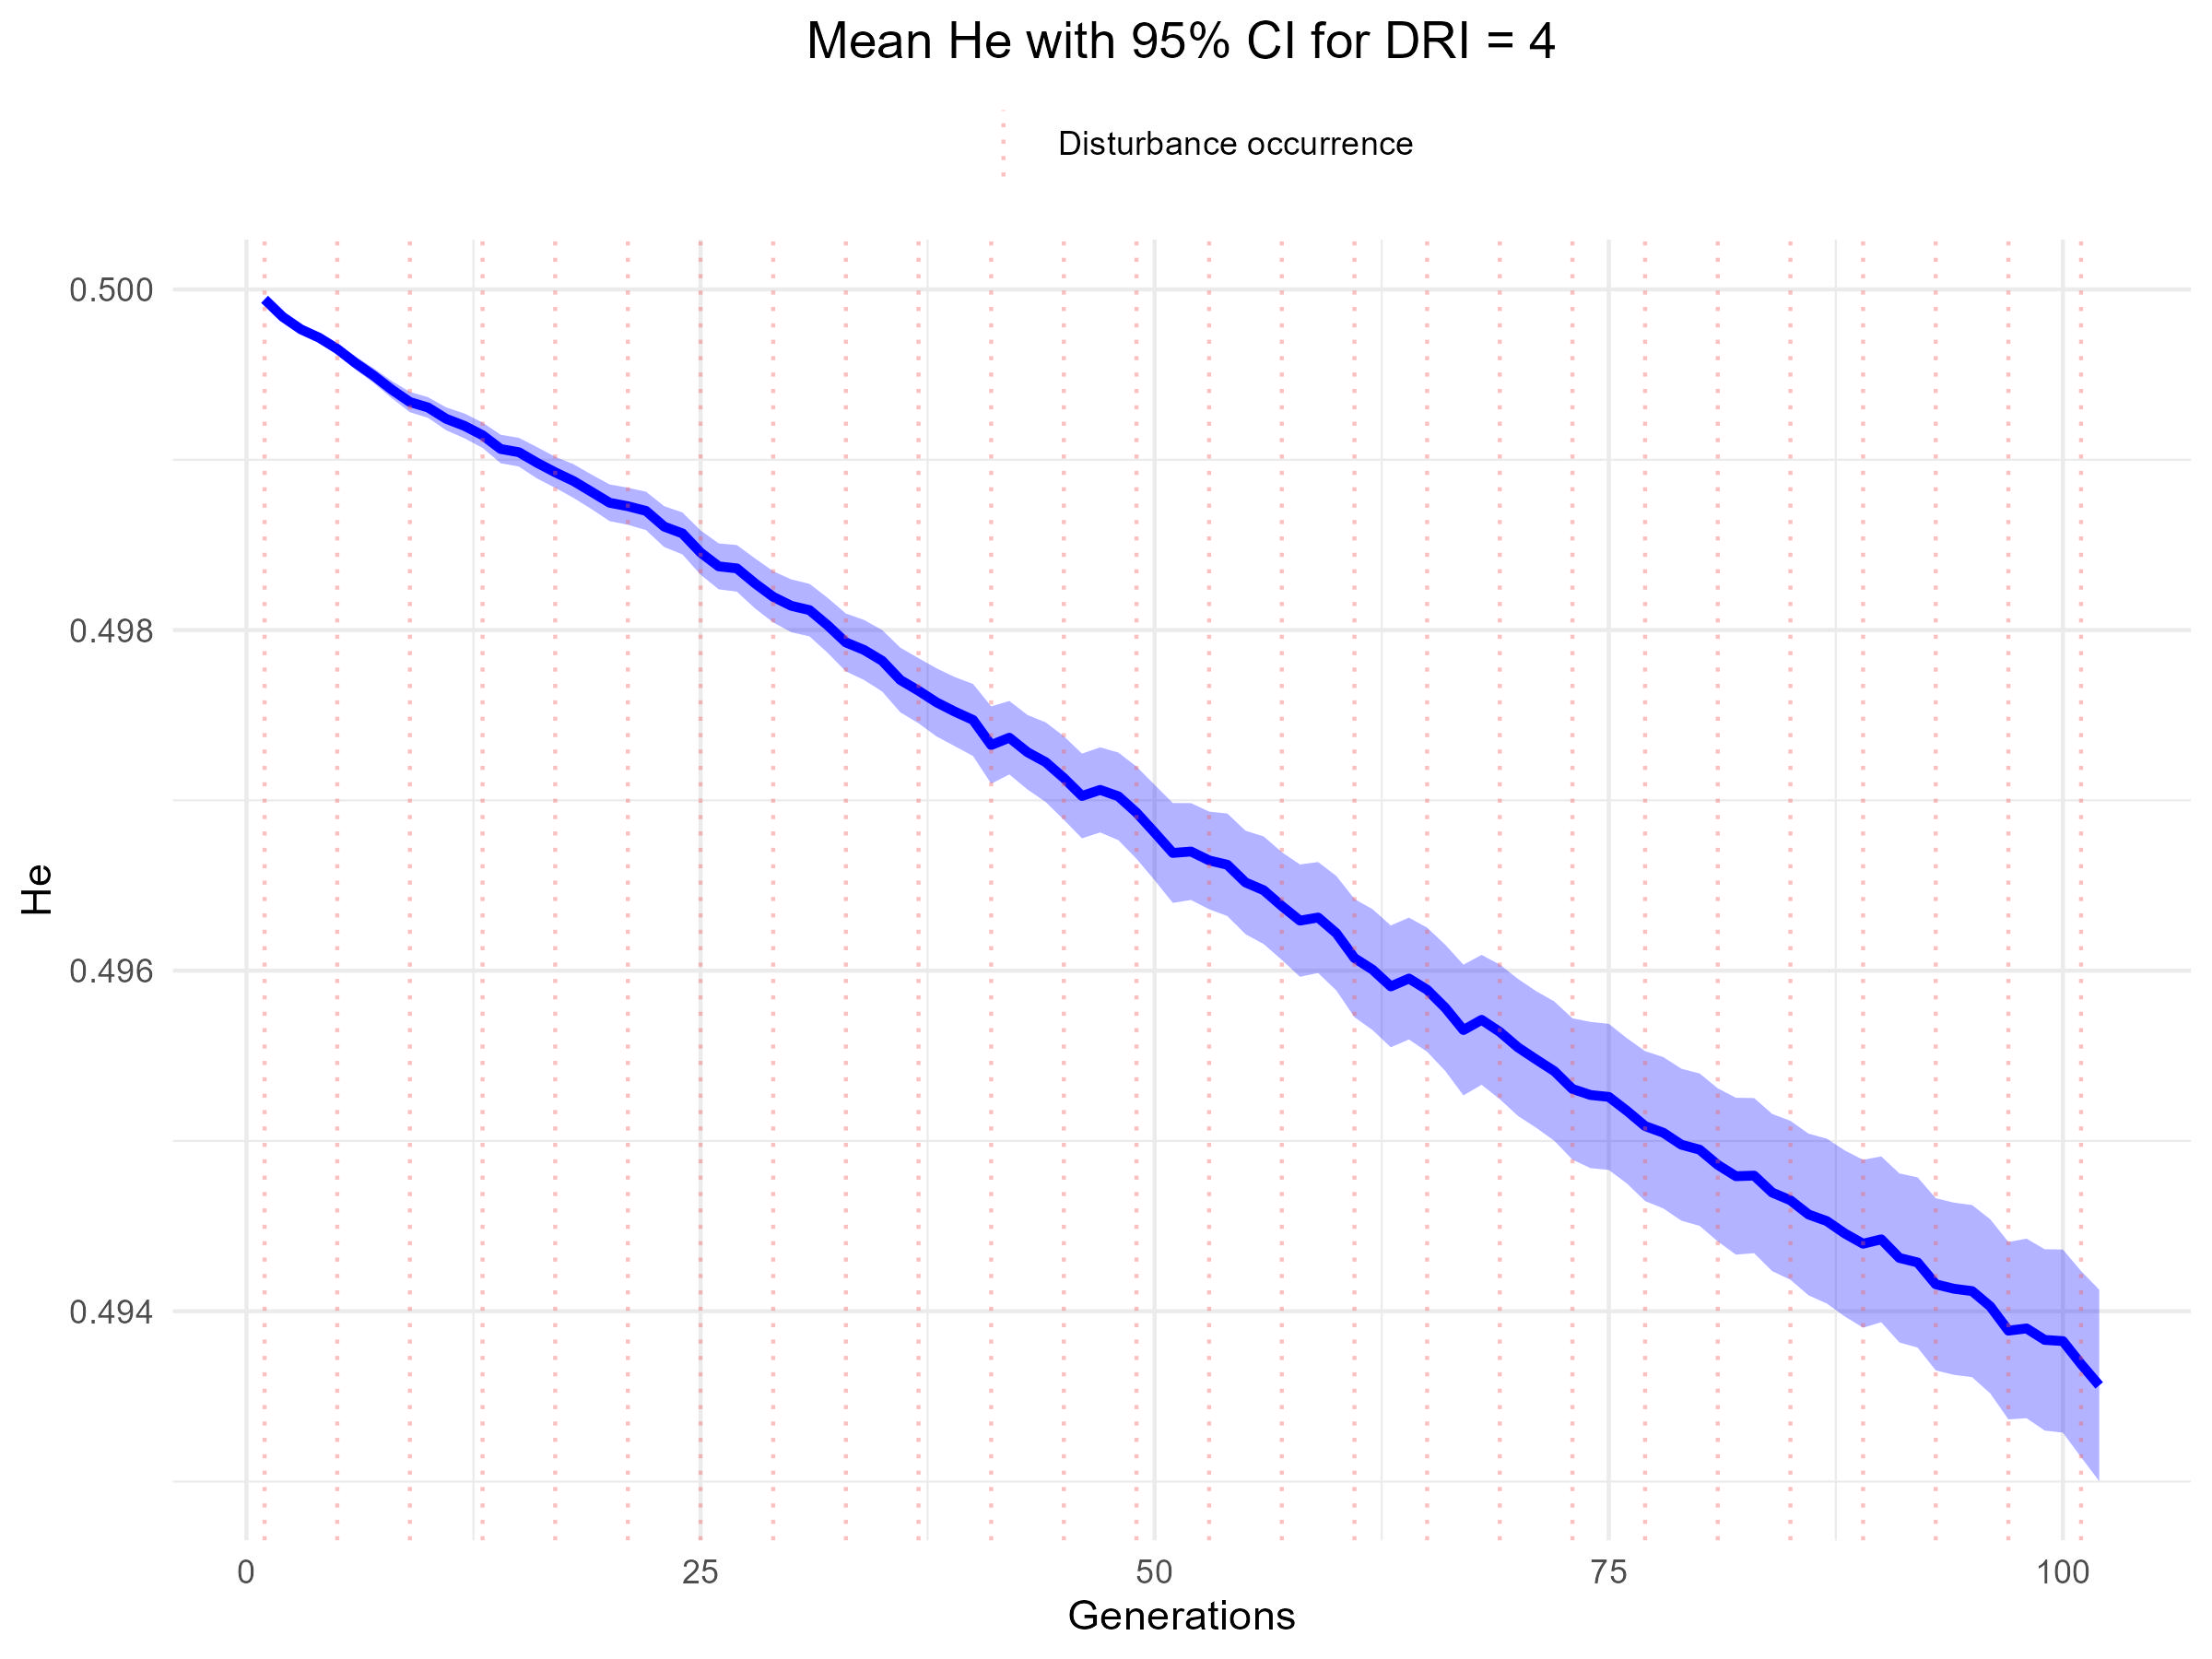 Mean He with 95% CI for DRI = 4
Disturbance occurrence
0.500
0.498
0.496
0.494
He
0 25 50 75 100
Generations